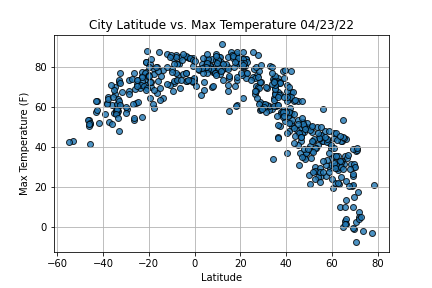 City Latitude vs. Max Temperature 04/23/22
Max Temperature (F)
80
60
40
20
0
−60 −40 −20 0 20 40 60 80
Latitude